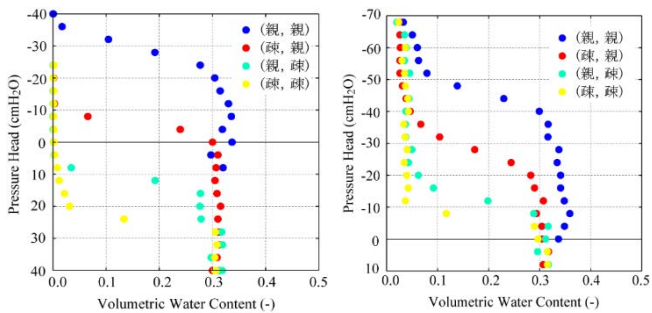 -40
-30
-20
-10
0
10
20
30
40
Pressure Head (cmH₂O)
0.0 0.1 0.2 0.3 0.4 0.5
Volumetric Water Content (-)
(親, 親)
(疎, 親)
(親, 疎)
(疎, 疎)
-70
-60
-50
-40
-30
-20
-10
0
10
Pressure Head (cmH₂O)
0.0 0.1 0.2 0.3 0.4 0.5
Volumetric Water Content (-)
(親, 親)
(疎, 親)
(親, 疎)
(疎, 疎)